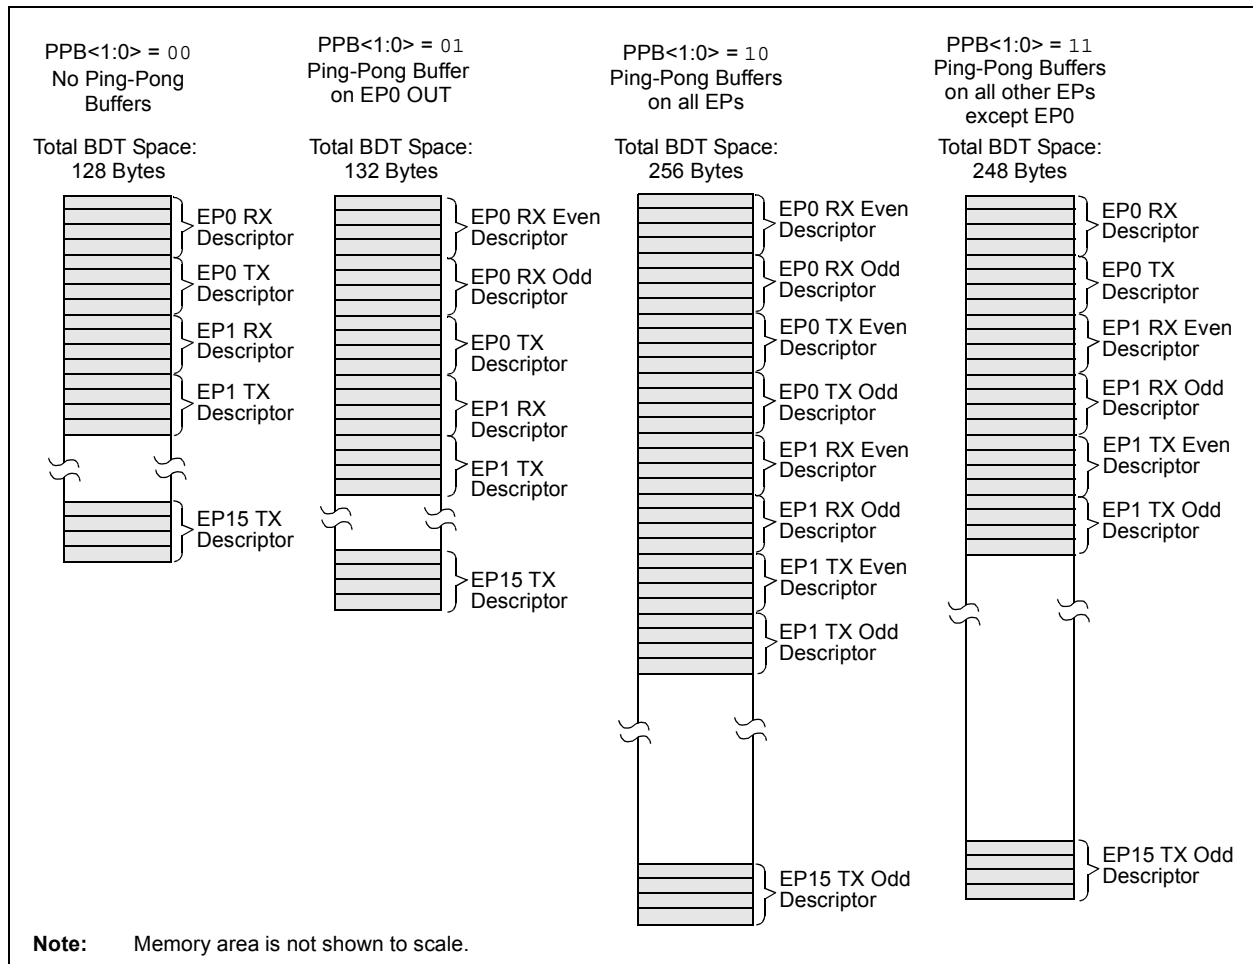 PPB<1:0> = 00
No Ping-Pong
Buffers
Total BDT Space:
128 Bytes
EP0 RX
Descriptor
EP0 TX
Descriptor
EP1 RX
Descriptor
EP1 TX
Descriptor
EP15 TX
Descriptor
PPB<1:0> = 01
Ping-Pong Buffer
on EP0 OUT
Total BDT Space:
132 Bytes
EP0 RX Even
Descriptor
EP0 RX Odd
Descriptor
EP0 TX
Descriptor
EP1 RX
Descriptor
EP1 TX
Descriptor
EP15 TX
Descriptor
PPB<1:0> = 10
Ping-Pong Buffers
on all EPs
Total BDT Space:
256 Bytes
EP0 RX Even
Descriptor
EP0 RX Odd
Descriptor
EP0 TX Even
Descriptor
EP0 TX Odd
Descriptor
EP1 RX Even
Descriptor
EP1 RX Odd
Descriptor
EP1 TX Even
Descriptor
EP1 TX Odd
Descriptor
EP15 TX Odd
Descriptor
PPB<1:0> = 11
Ping-Pong Buffers
on all other EPs
except EP0
Total BDT Space:
248 Bytes
EP0 RX
Descriptor
EP0 TX
Descriptor
EP1 RX Even
Descriptor
EP1 RX Odd
Descriptor
EP1 TX Even
Descriptor
EP1 TX Odd
Descriptor
EP15 TX Odd
Descriptor
Note: Memory area is not shown to scale.